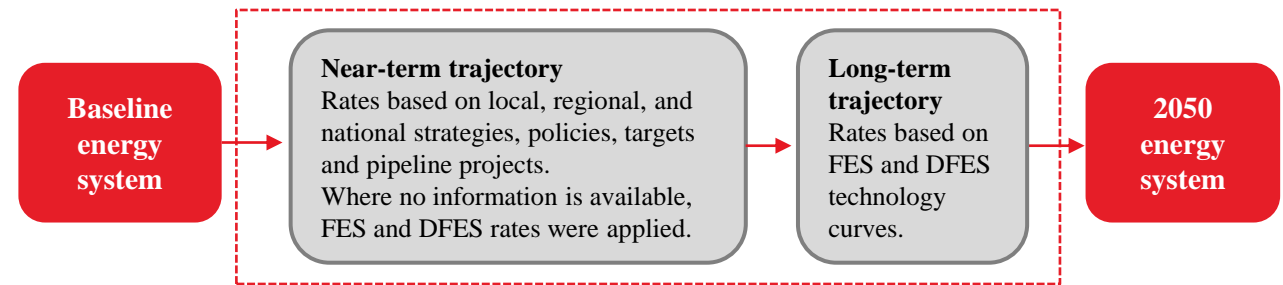 Baseline
energy
system
Near-term trajectory
Rates based on local, regional, and
national strategies, policies, targets
and pipeline projects.
Where no information is available,
FES and DFES rates were applied.
Long-term
trajectory
Rates based on
FES and DFES
technology
curves.
2050
energy
system